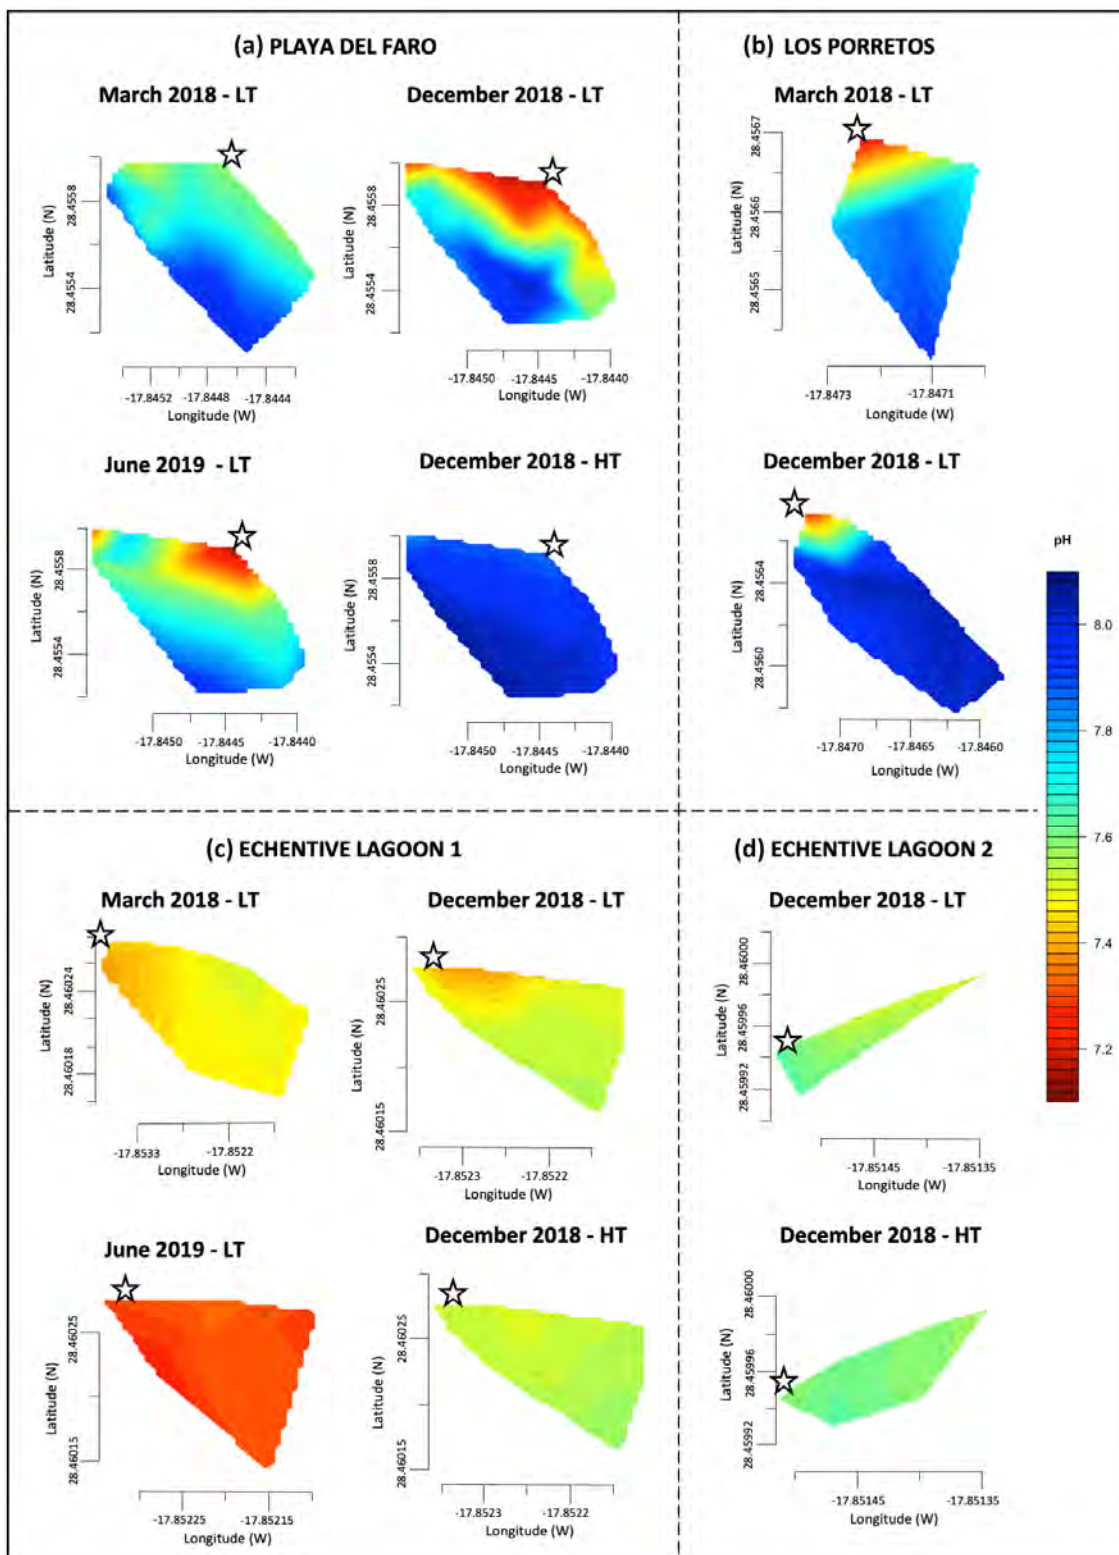 (a) PLAYA DEL FARO
March 2018 - LT
Latitude (N)
28.4558
28.4554
-17.8452 -17.8448 -17.8444
Longitude (W)
December 2018 - LT
Latitude (N)
28.4558
28.4554
-17.8450 -17.8445 -17.8440
Longitude (W)
June 2019 - LT
Latitude (N)
28.4558
28.4554
-17.8450 -17.8445 -17.8440
Longitude (W)
December 2018 - HT
Latitude (N)
28.4558
28.4554
-17.8450 -17.8445 -17.8440
Longitude (W)
(b) LOS PORRETOS
March 2018 - LT
Latitude (N)
28.4567
28.4566
28.4565
-17.8473 -17.8471
Longitude (W)
December 2018 - LT
Latitude (N)
28.4564
28.4560
-17.8470 -17.8465 -17.8460
Longitude (W)
pH
8.0
7.8
7.6
7.4
7.2
(c) ECHENTIVE LAGOON 1
March 2018 - LT
Latitude (N)
28.46024
28.46018
-17.8533 -17.8522
Longitude (W)
December 2018 - LT
Latitude (N)
28.46025
28.46015
-17.8523 -17.8522
Longitude (W)
June 2019 - LT
Latitude (N)
28.46025
28.46015
-17.85225 -17.85215
Longitude (W)
December 2018 - HT
Latitude (N)
28.46025
28.46015
-17.8523 -17.8522
Longitude (W)
(d) ECHENTIVE LAGOON 2
December 2018 - LT
Latitude (N)
28.46000
28.45996
28.45992
-17.85145 -17.85135
Longitude (W)
December 2018 - HT
Latitude (N)
28.46000
28.45996
28.45992
-17.85145 -17.85135
Longitude (W)